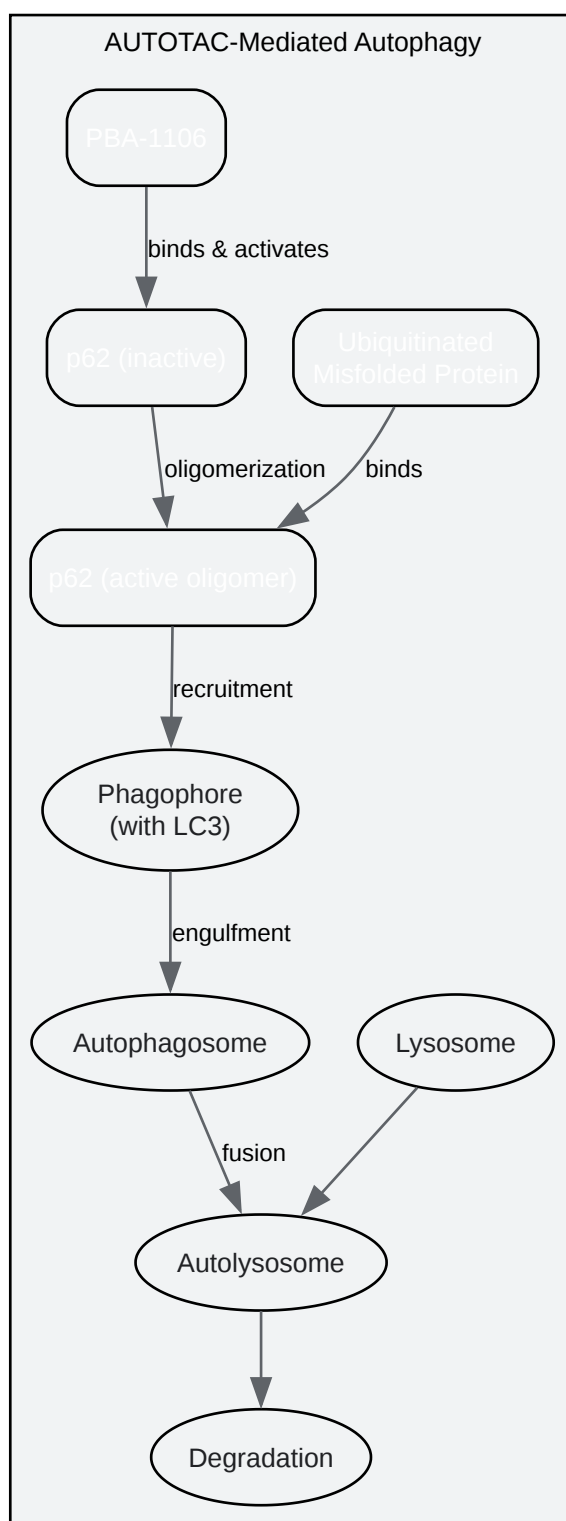 AUTOTAC-Mediated Autophagy
PBA-1106
binds & activates
p62 (inactive)
Ubiquitinated
Misfolded Protein
oligomerization
binds
p62 (active oligomer)
recruitment
Phagophore
(with LC3)
engulfment
Autophagosome
Lysosome
fusion
Autolysosome
Degradation